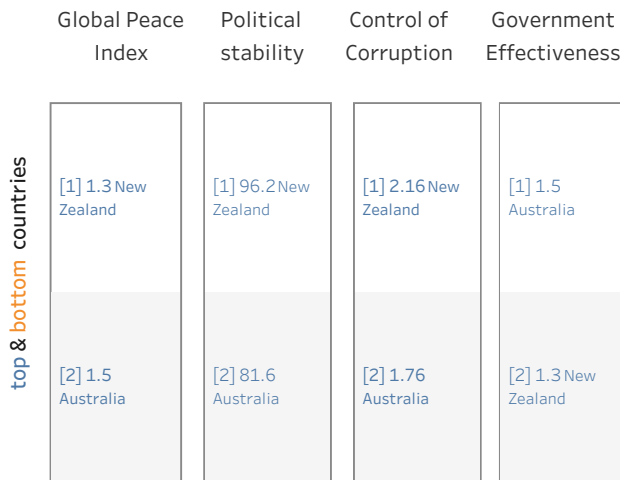 Global Peace
Index
Political
stability
Control of
Corruption
Government
Effectiveness
top & bottom countries
[1] 1.3 New
Zealand
[1] 96.2 New
Zealand
[1] 2.16 New
Zealand
[1] 1.5
Australia
[2] 1.5
Australia
[2] 81.6
Australia
[2] 1.76
Australia
[2] 1.3 New
Zealand